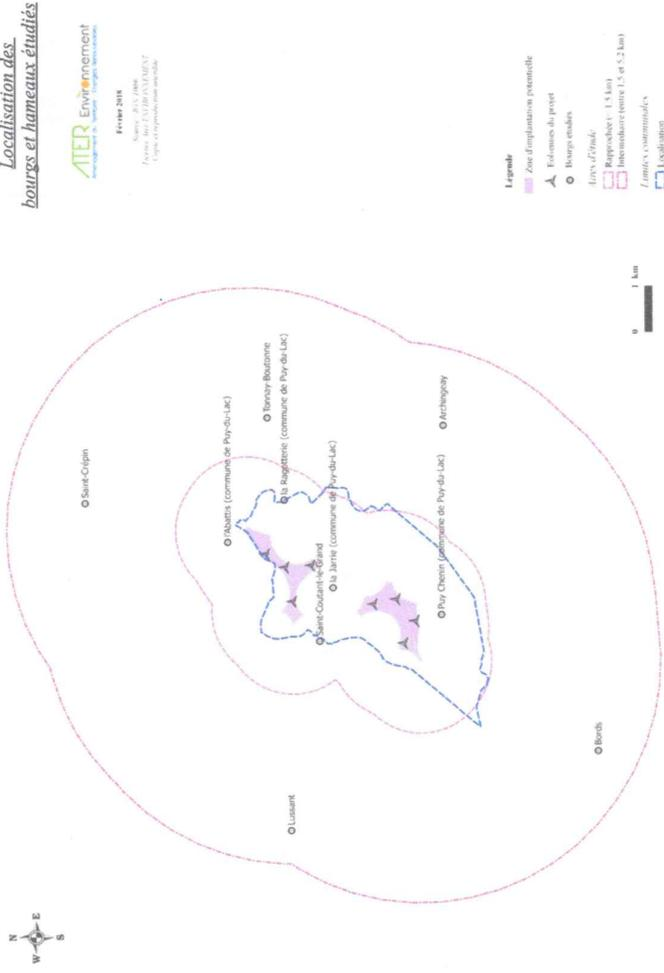 Localisation des
bourgs et hameaux étudiés
ATER Environnement
Février 2018
Légende
Zone d'implantation potentielle
Eoliennes du projet
Bourgs étudiés
Aires d'étude
Rapprochée (< 1.5 km)
Intermédiaire (entre 1.5 et 5.2 km)
Limites communales
Localisation
0 1 km
N
W E
S
Saint-Crépin
l'Abattis (commune de Puy-du-Lac)
Tonnay-Boutonne
la Ragotterie (commune de Puy-du-Lac)
Saint-Coutant-le-Grand
la Jarrie (commune de Puy-du-Lac)
Lussant
Puy Chenin (commune de Puy-du-Lac)
Archingeay
Bords